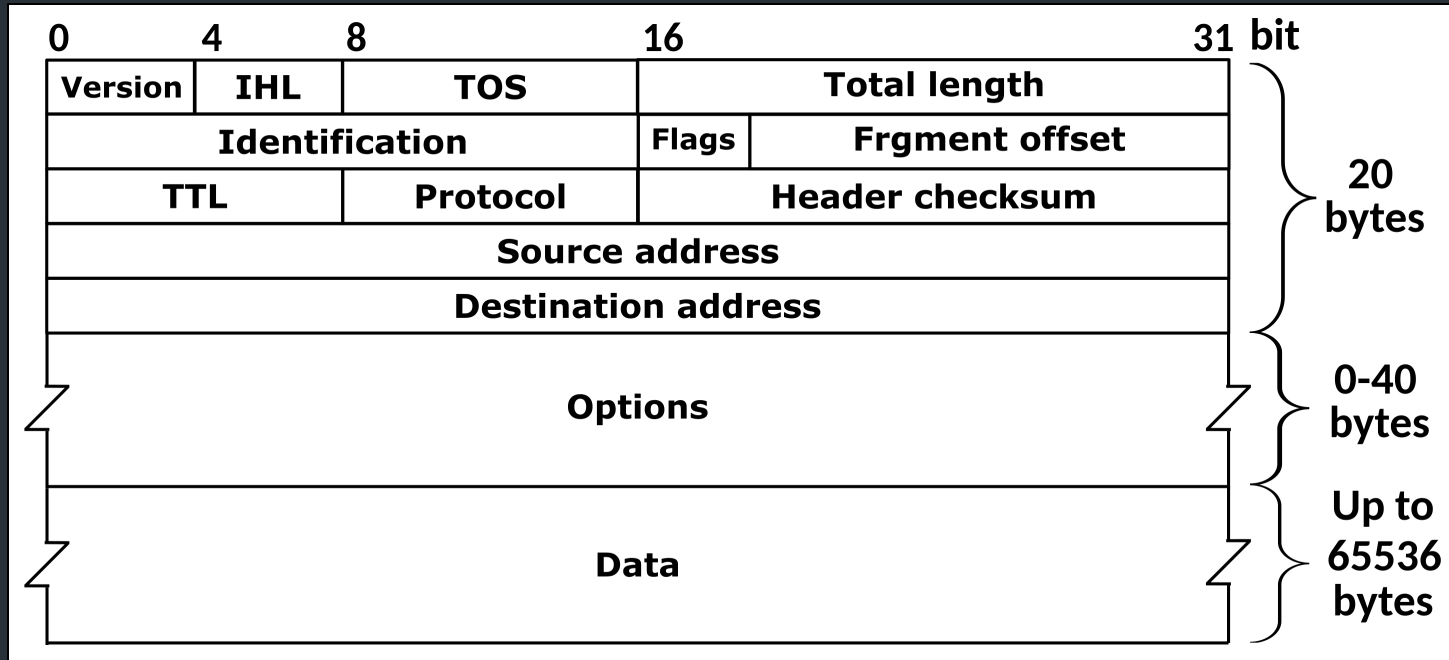 0 4 8 16 31 bit
Version IHL TOS Total length
Identification Flags Frgment offset
TTL Protocol Header checksum
Source address
Destination address
20
bytes
Options
0-40
bytes
Data
Up to
65536
bytes